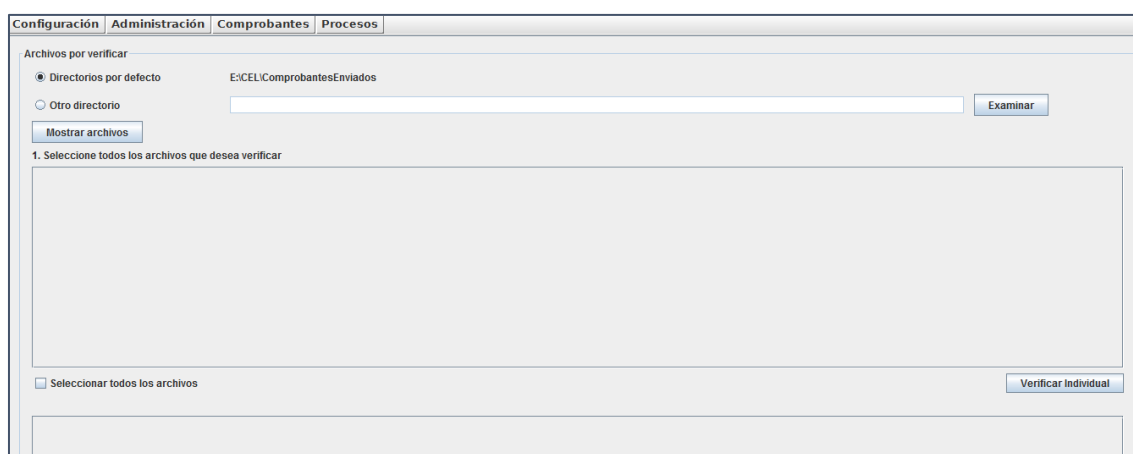 Configuración Administración Comprobantes Procesos
Archivos por verificar
Directorios por defecto E:\CEL\ComprobantesEnviados
Otro directorio Examinar
Mostrar archivos
1. Seleccione todos los archivos que desea verificar
Seleccionar todos los archivos Verificar Individual